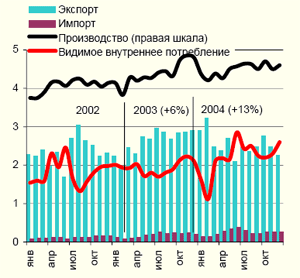 Экспорт
Импорт
Производство (правая шкала)
Видимое внутреннее потребление
5
4
3
2
1
0
2002
2003 (+6%)
2004 (+13%)
янв
апр
июл
окт
янв
апр
июл
окт
янв
апр
июл
окт